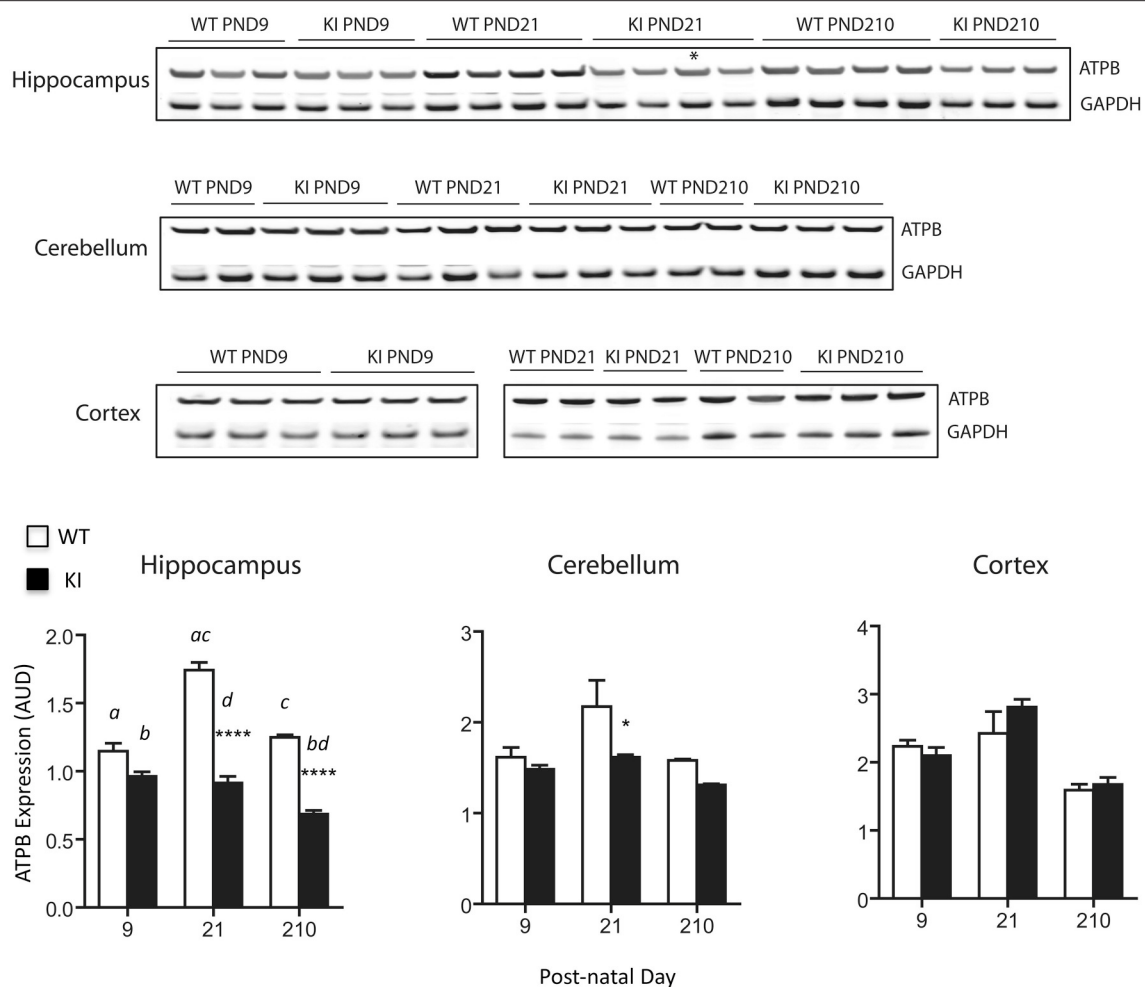 WT PND9 KI PND9 WT PND21 KI PND21 WT PND210 KI PND210
*
Hippocampus ATPB
GAPDH
WT PND9 KI PND9 WT PND21 KI PND21 WT PND210 KI PND210
Cerebellum ATPB
GAPDH
WT PND9 KI PND9 WT PND21 KI PND21 WT PND210 KI PND210
Cortex ATPB
GAPDH
WT
KI
Hippocampus Cerebellum Cortex
ATPB Expression (AUD)
2.0
1.5
1.0
0.5
0.0
a b ac d **** c bd ****
9 21 210
3
2
1
0
*
9 21 210
4
3
2
1
0
9 21 210
Post-natal Day